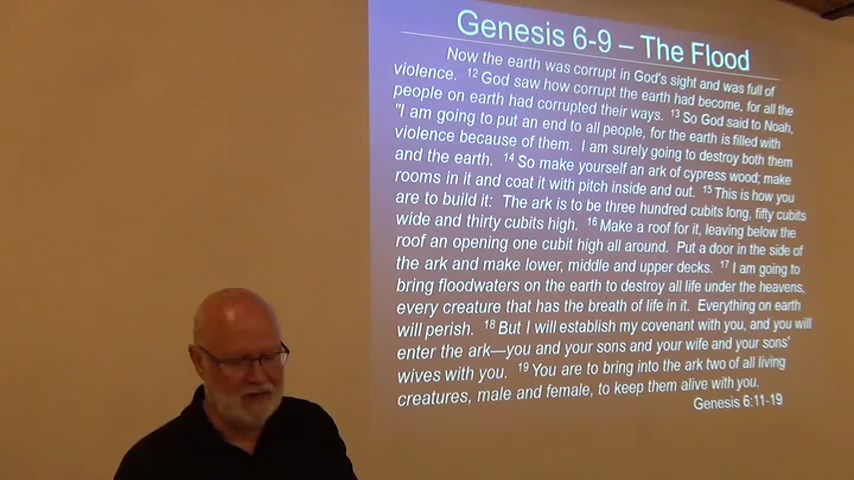 Genesis 6-9 – The Flood
Now the earth was corrupt in God's sight and was full of
violence. 12 God saw how corrupt the earth had become, for all the
people on earth had corrupted their ways. 13 So God said to Noah,
"I am going to put an end to all people, for the earth is filled with
violence because of them. I am surely going to destroy both them
and the earth. 14 So make yourself an ark of cypress wood; make
rooms in it and coat it with pitch inside and out. 15 This is how you
are to build it: The ark is to be three hundred cubits long, fifty cubits
wide and thirty cubits high. 16 Make a roof for it, leaving below the
roof an opening one cubit high all around. Put a door in the side of
the ark and make lower, middle and upper decks. 17 I am going to
bring floodwaters on the earth to destroy all life under the heavens,
every creature that has the breath of life in it. Everything on earth
will perish. 18 But I will establish my covenant with you, and you will
enter the ark—you and your sons and your wife and your sons'
wives with you. 19 You are to bring into the ark two of all living
creatures, male and female, to keep them alive with you.
Genesis 6:11-19